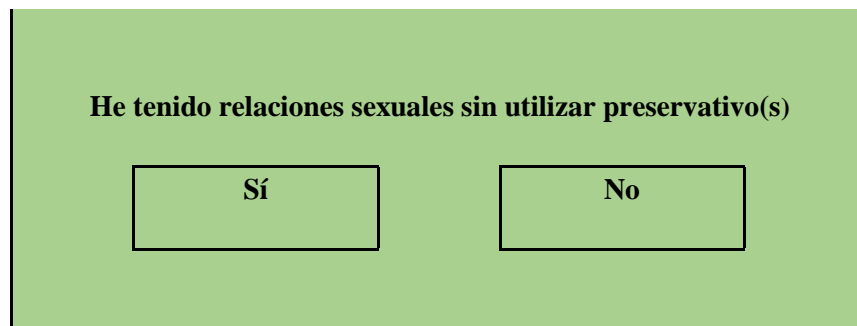 He tenido relaciones sexuales sin utilizar preservativo(s)
Sí No